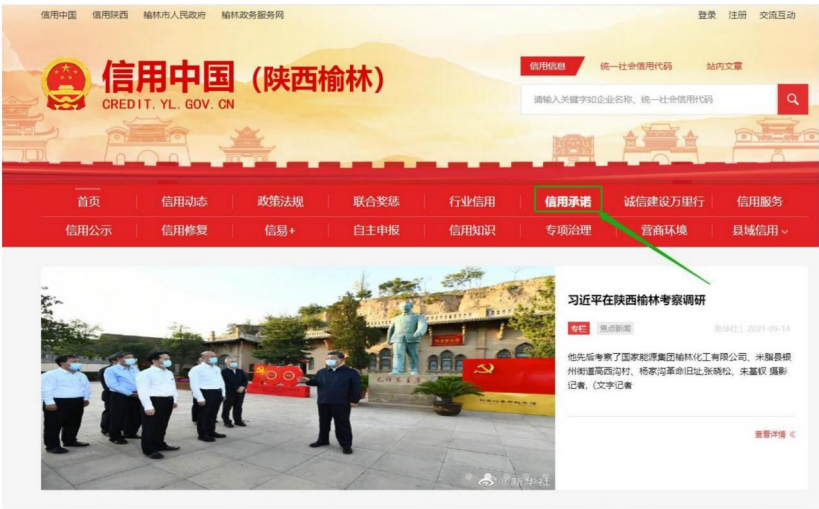 信用中国 信用陕西 榆林市人民政府 榆林政务服务网 登录 注册 交流互动
信用中国（陕西榆林）
CREDIT.YL.GOV.CN
信用信息 统一社会信用代码 站内文章
请输入关键字如企业名称、统一社会信用代码
首页 信用动态 政策法规 联合奖惩 行业信用 信用承诺 诚信建设万里行 信用服务
信用公示 信用修复 信易+ 自主申报 信用知识 专项治理 营商环境 县域信用
习近平在陕西榆林考察调研
专栏 焦点新闻 新华社 | 2021-09-14
他先后考察了国家能源集团榆林化工有限公司、米脂县银
州街道高西沟村、杨家沟革命旧址,张晓松、朱基钗 摄影
记者,（文字记者
查看详情 《
@新华社